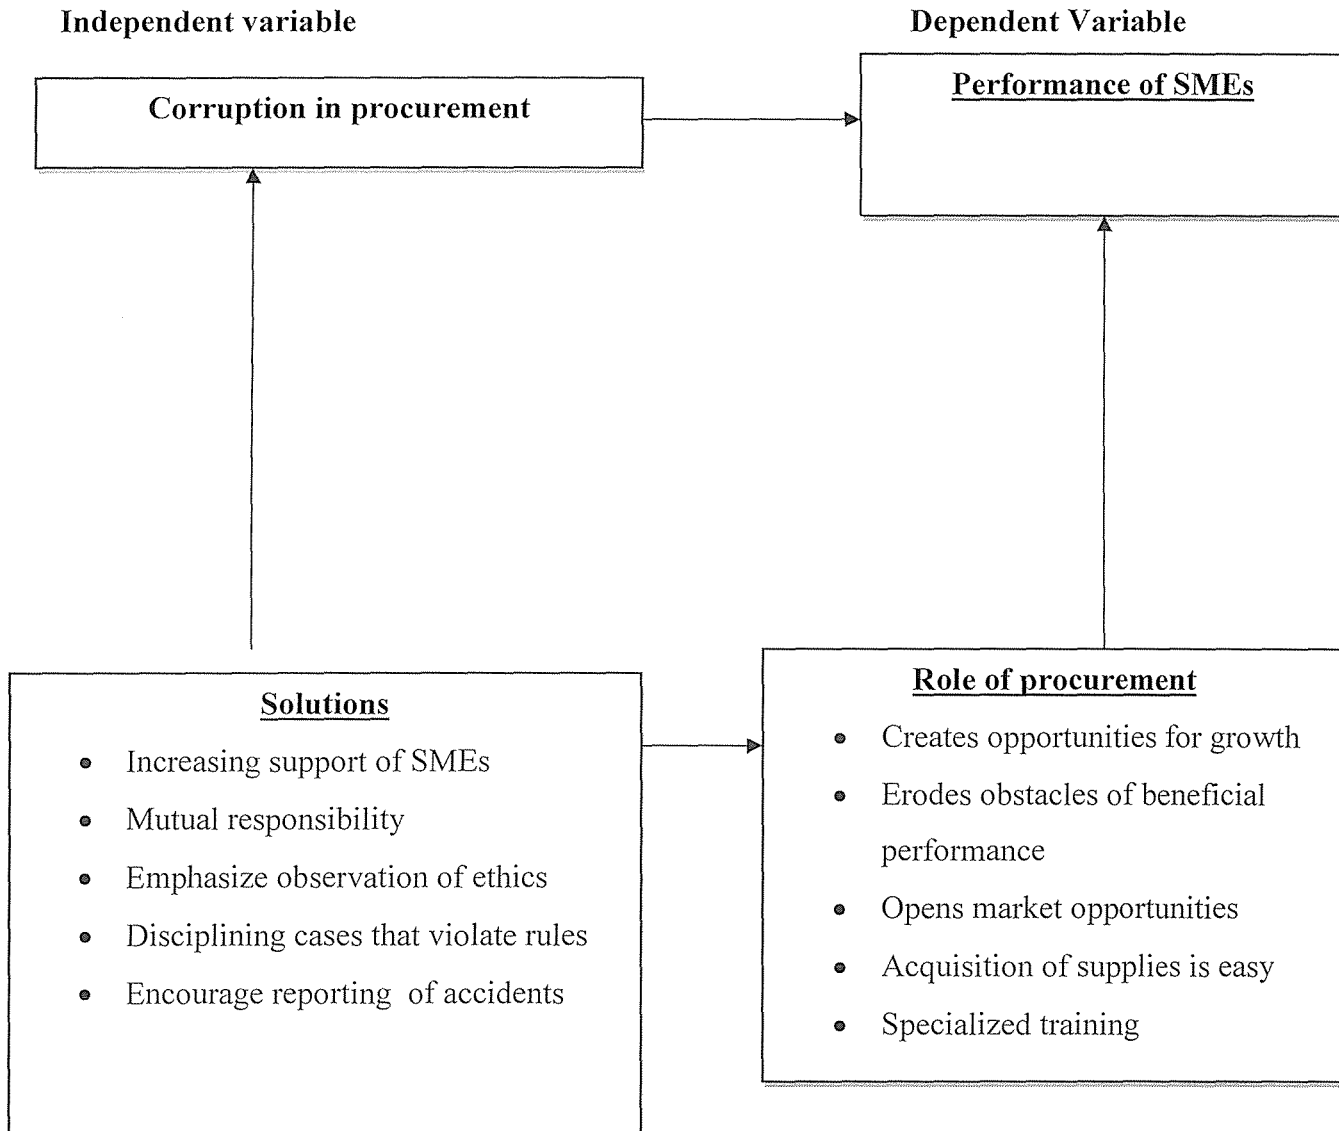 Independent variable
Dependent Variable
Corruption in procurement
Performance of SMEs
Solutions
• Increasing support of SMEs
• Mutual responsibility
• Emphasize observation of ethics
• Disciplining cases that violate rules
• Encourage reporting of accidents
Role of procurement
• Creates opportunities for growth
• Erodes obstacles of beneficial
performance
• Opens market opportunities
• Acquisition of supplies is easy
• Specialized training